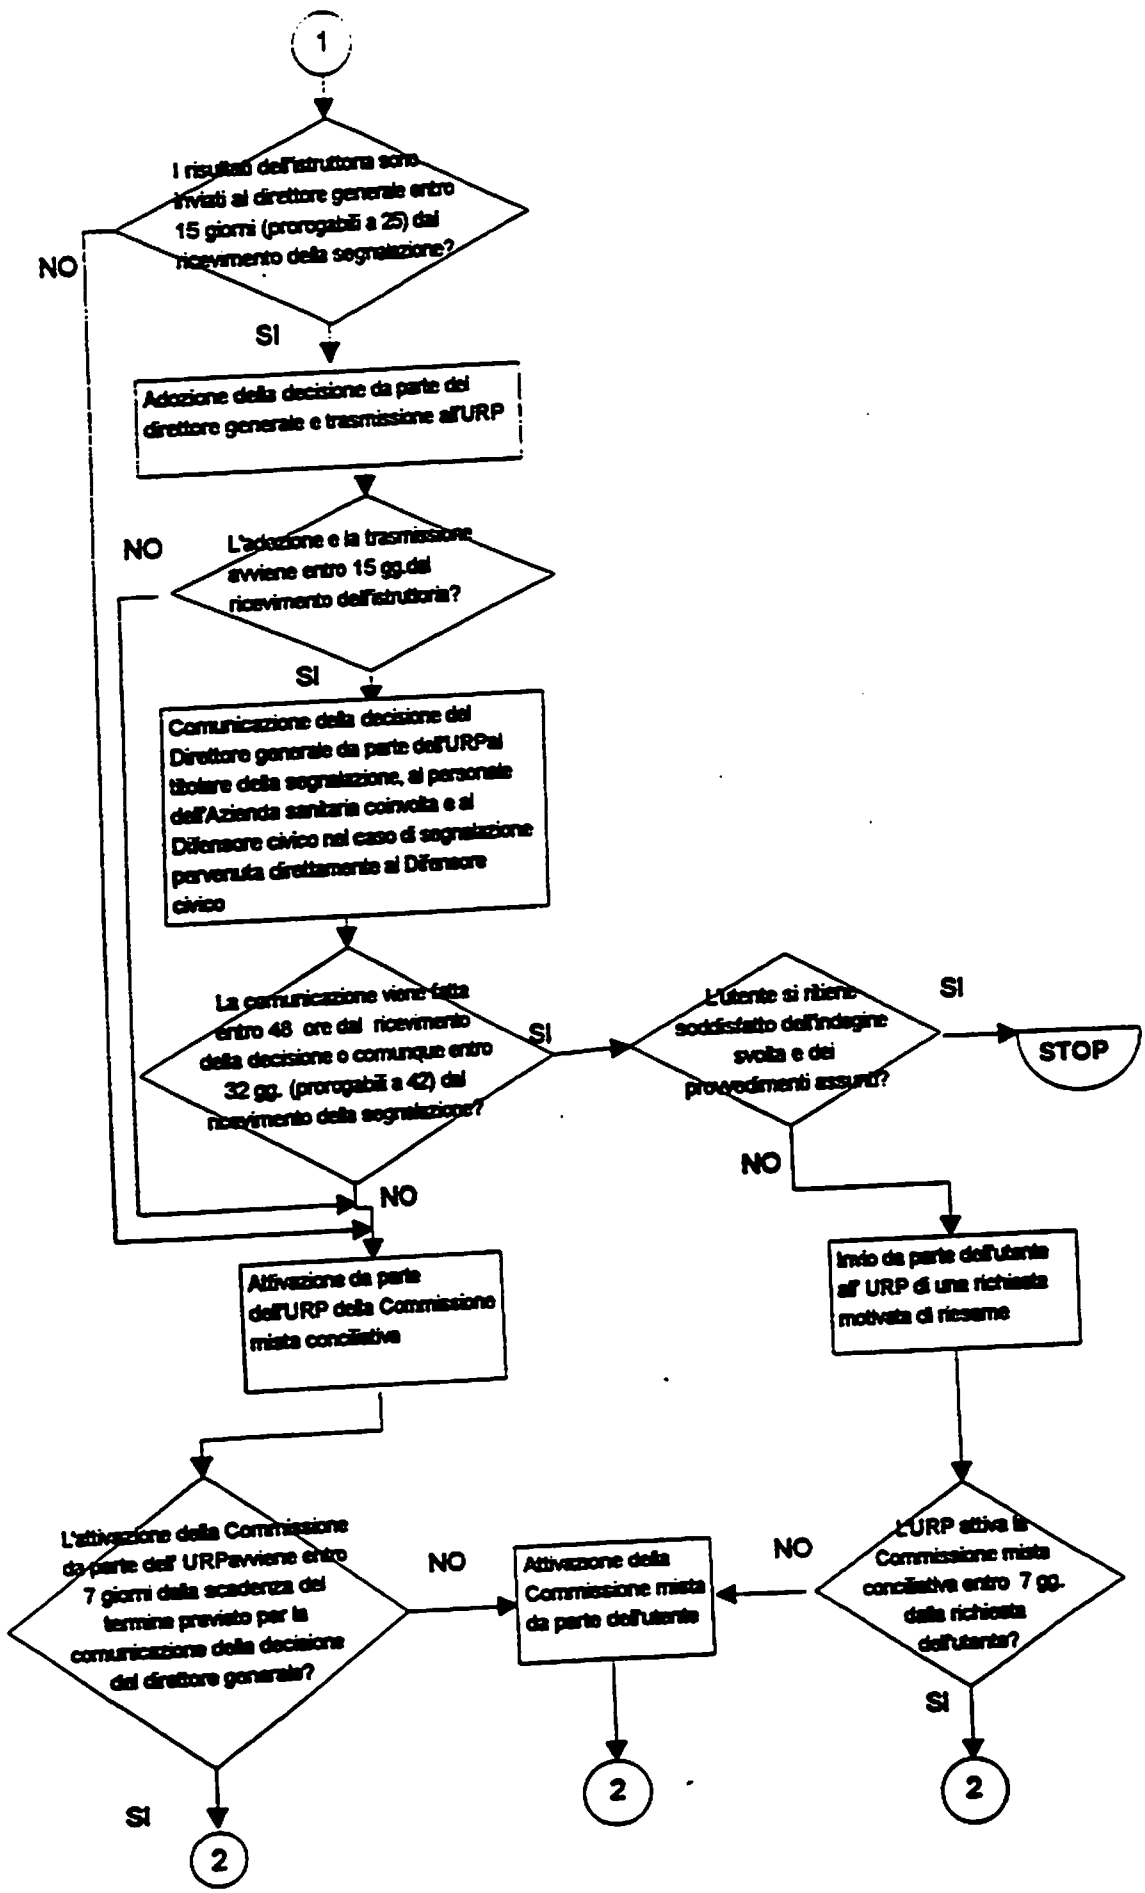 1
I risultati dell'istruttoria sono
inviati al direttore generale entro
15 giorni (prorogabili a 25) dal
ricevimento della segnalazione?
NO
SI
Adozione della decisione da parte del
direttore generale e trasmissione all'URP
NO
L'adozione e la trasmissione
avviene entro 15 gg.dal
ricevimento dell'istruttoria?
SI
Comunicazione della decisione del
Direttore generale da parte dell'URPal
titolare della segnalazione, al personale
dell'Azienda sanitaria coinvolta e al
Difensore civico nel caso di segnalazione
pervenuta direttamente al Difensore
civico
La comunicazione viene fatta
entro 48 ore dal ricevimento
della decisione o comunque entro
32 gg. (prorogabili a 42) dal
ricevimento della segnalazione?
SI
L'utente si ritiene
soddisfatto dell'indagine
svolta e dei
provvedimenti assunti?
SI
STOP
NO
NO
Attivazione da parte
dell'URP della Commissione
mista conciliativa
Invio da parte dell'utente
all' URP di una richiesta
motivata di riesame
L'attivazione della Commissione
da parte dell' URPavviene entro
7 giorni dalla scadenza del
termine previsto per la
comunicazione della decisione
del direttore generale?
NO
Attivazione della
Commissione mista
da parte dell'utente
NO
L'URP attiva la
Commissione mista
conciliativa entro 7 gg.
dalla richiesta
dell'utente?
SI
SI
2
2
2